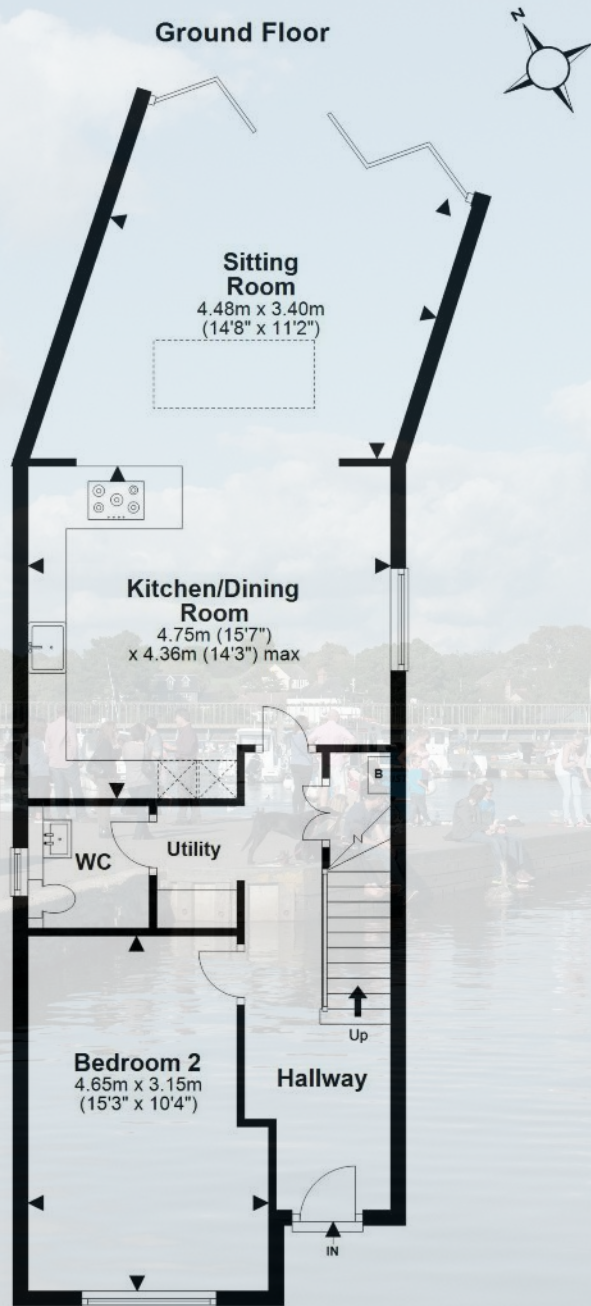 Ground Floor
N
Sitting
Room
4.48m x 3.40m
(14'8" x 11'2")
Kitchen/Dining
Room
4.75m (15'7")
x 4.36m (14'3") max
B
WC
Utility
Up
Bedroom 2
4.65m x 3.15m
(15'3" x 10'4")
Hallway
IN